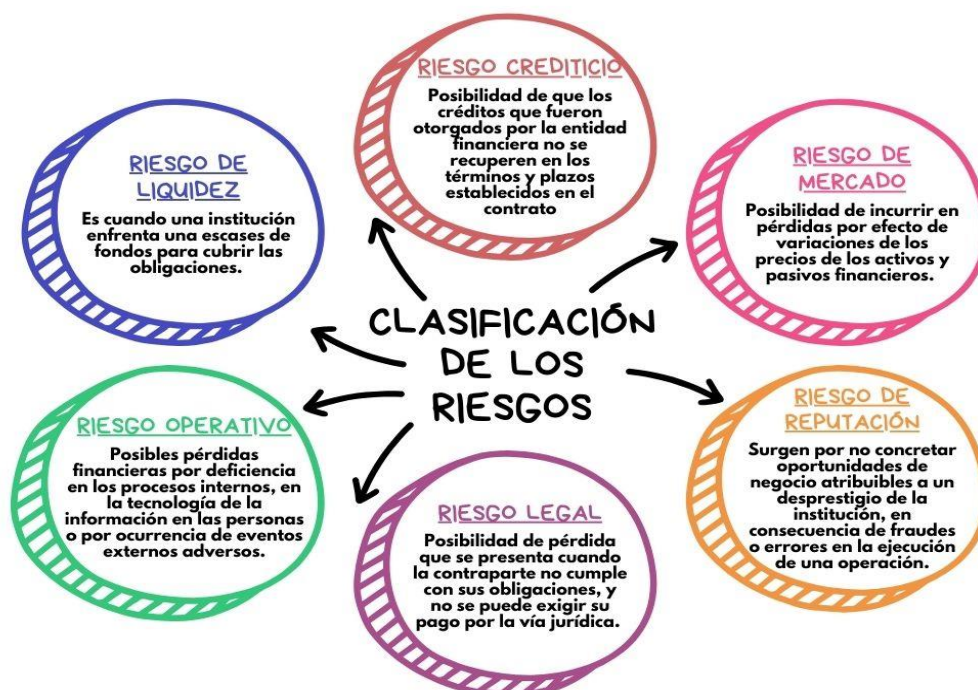 RIESGO CREDITICIO
Posibilidad de que los
créditos que fueron
otorgados por la entidad
financiera no se
recuperen en los
términos y plazos
establecidos en el
contrato
RIESGO DE
LIQUIDEZ
Es cuando una institución
enfrenta una escases de
fondos para cubrir las
obligaciones.
RIESGO DE
MERCADO
Posibilidad de incurrir en
pérdidas por efecto de
variaciones de los
precios de los activos y
pasivos financieros.
CLASIFICACIÓN
DE LOS
RIESGOS
RIESGO OPERATIVO
Posibles pérdidas
financieras por deficiencia
en los procesos internos, en
la tecnología de la
información en las personas
o por ocurrencia de eventos
externos adversos.
RIESGO DE
REPUTACIÓN
Surgen por no concretar
oportunidades de
negocio atribuibles a un
desprestigio de la
institución, en
consecuencia de fraudes
o errores en la ejecución
de una operación.
RIESGO LEGAL
Posibilidad de pérdida
que se presenta cuando
la contraparte no cumple
con sus obligaciones, y
no se puede exigir su
pago por la vía jurídica.